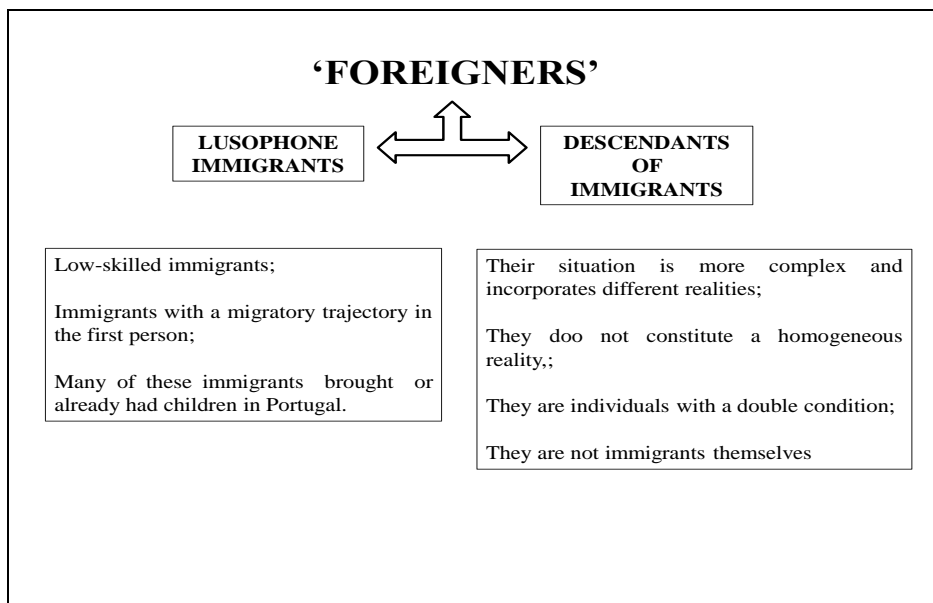 ‘FOREIGNERS’
LUSOPHONE
IMMIGRANTS
DESCENDANTS
OF
IMMIGRANTS
Low-skilled immigrants;
Immigrants with a migratory trajectory in
the first person;
Many of these immigrants brought or
already had children in Portugal.
Their situation is more complex and
incorporates different realities;
They doo not constitute a homogeneous
reality,;
They are individuals with a double condition;
They are not immigrants themselves